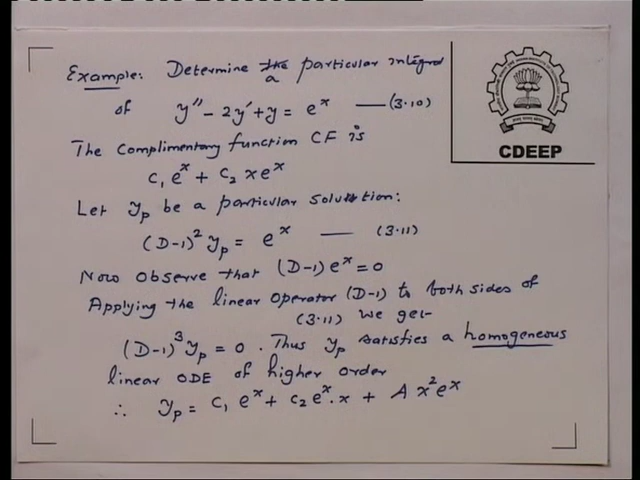 Example: Determine the a particular integral
of y'' - 2y' + y = e^x —— (3.10)
The Complimentary function CF is
c₁e^x + c₂ x e^x
Let y_p be a particular solution:
(D-1)² y_p = e^x —— (3.11)
Now observe that (D-1)e^x = 0
Applying the linear operator (D-1) to both sides of
(3.11) we get
(D-1)³ y_p = 0. Thus y_p satisfies a homogeneous
linear ODE of higher order
∴ y_p = c₁ e^x + c₂ e^x. x + A x² e^x
CDEEP